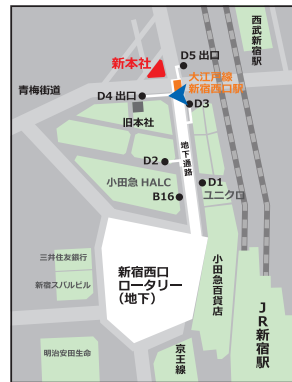 D5 出口
西武新宿駅
新本社
大江戸線
新宿西口駅
青梅街道
D4 出口
D3
旧本社
地下通路
D2
小田急 HALC
D1
B16
ユニクロ
三井住友銀行
新宿スバルビル
新宿西口
ロータリー
(地下)
小田急百貨店
JR新宿駅
明治安田生命
京王線